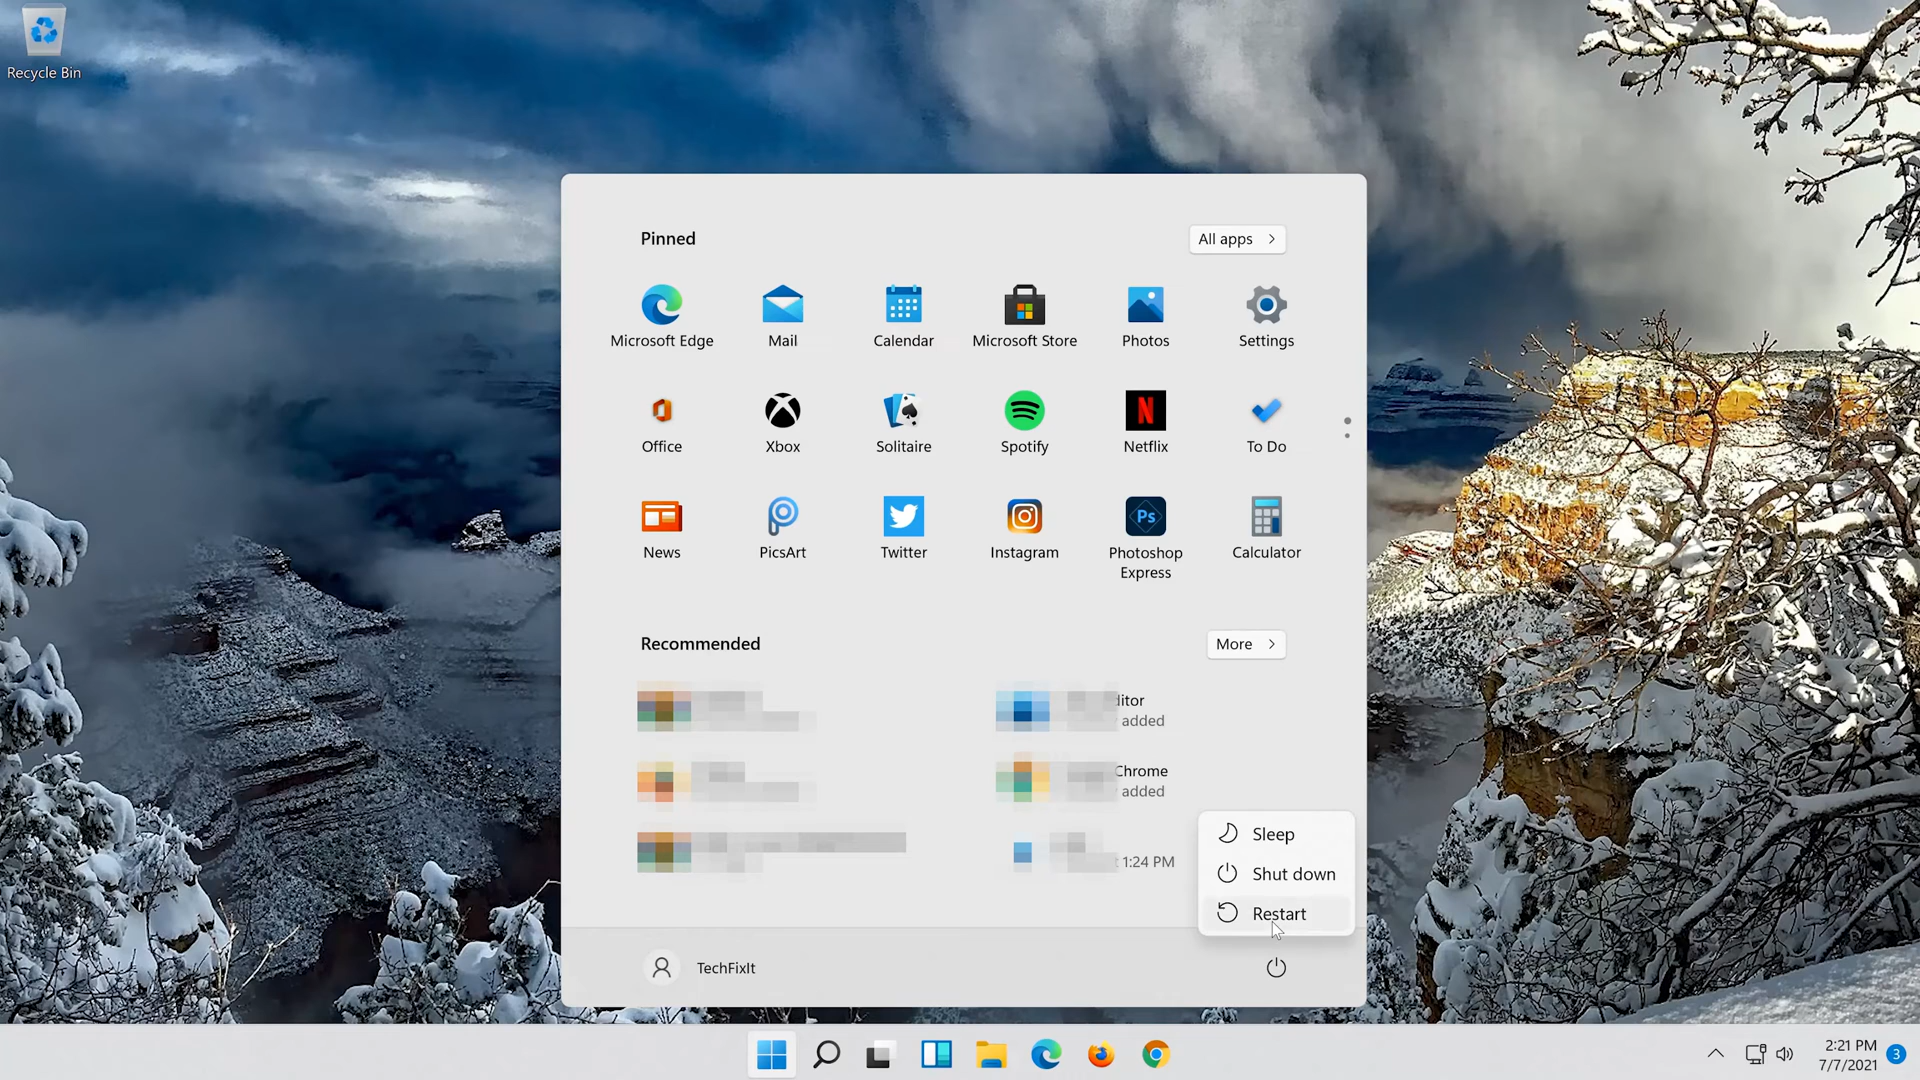 Recycle Bin
Pinned
All apps
Microsoft Edge
Mail
Calendar
Microsoft Store
Photos
Settings
Office
Xbox
Solitaire
Spotify
Netflix
To Do
News
PicsArt
Twitter
Instagram
Ps
Photoshop
Express
Calculator
Recommended
More
added
Chrome
added
1:24 PM
Sleep
Shut down
Restart
TechFixIt
2:21 PM
7/7/2021
3